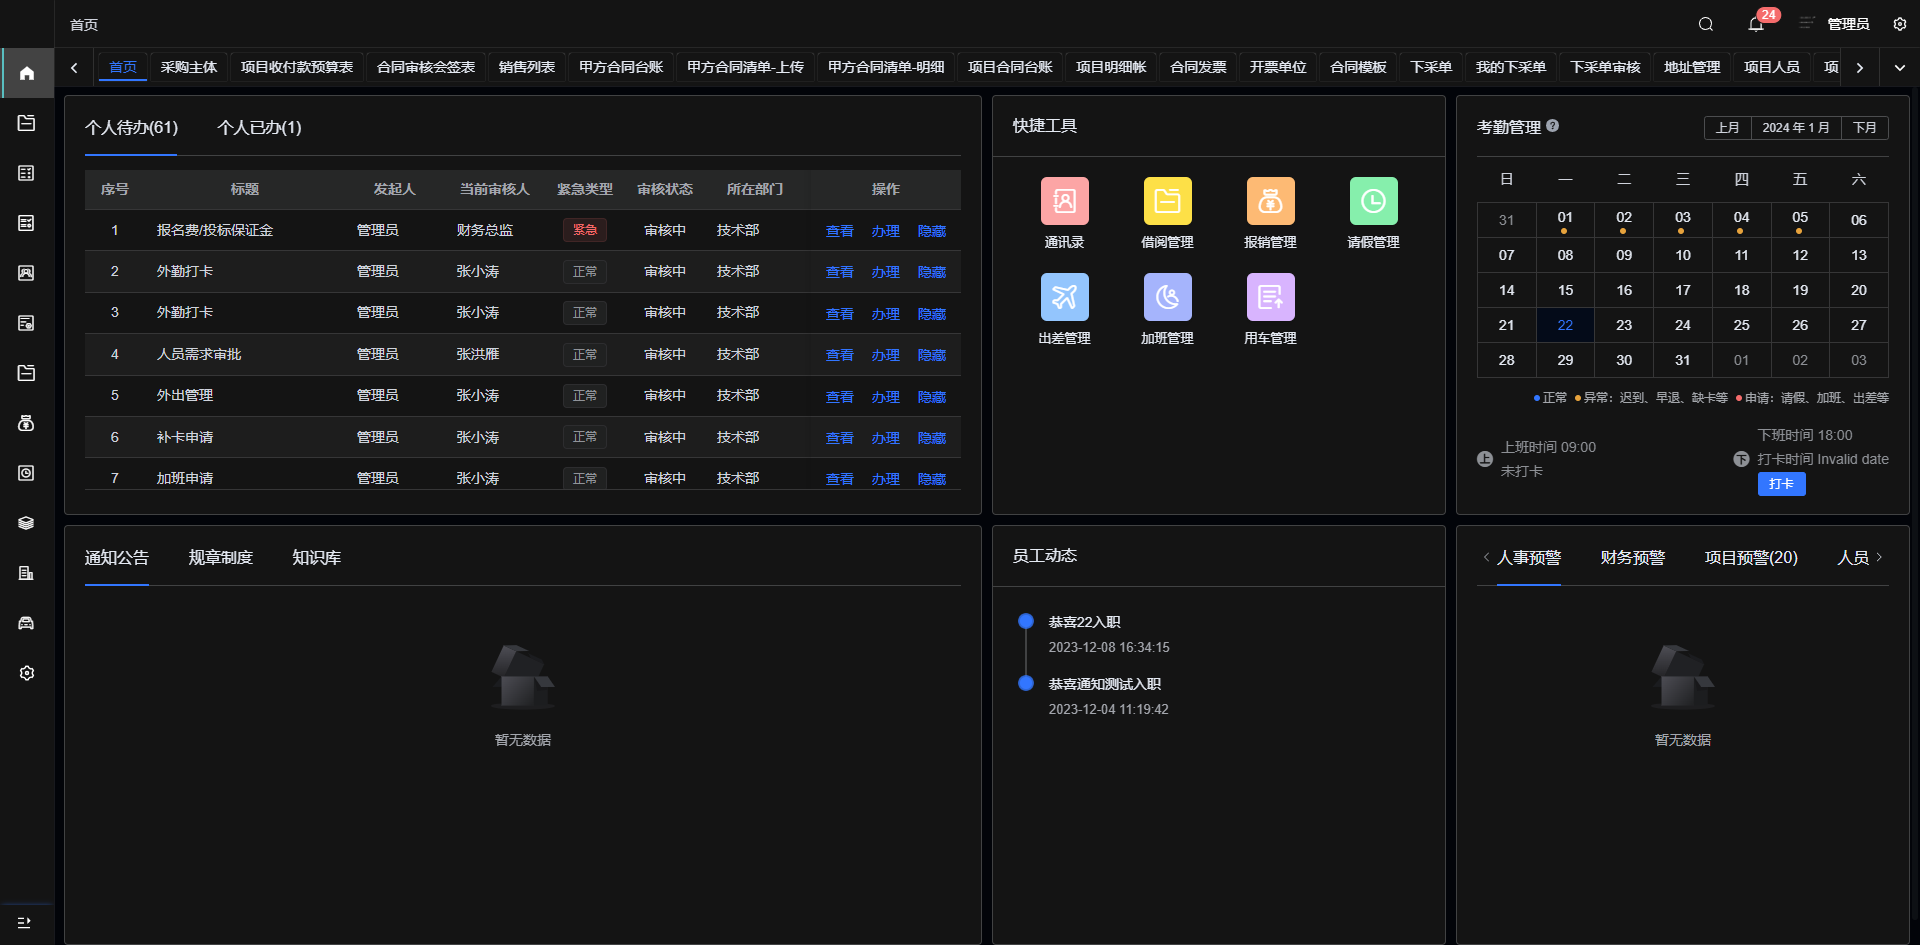 首页
24
管理员
首页 采购主体 项目收付款预算表 合同审核会签表 销售列表 甲方合同台账 甲方合同清单-上传 甲方合同清单-明细 项目合同台账 项目明细帐 合同发票 开票单位 合同模板 下采单 我的下采单 下采单审核 地址管理 项目人员 项
个人待办(61) 个人已办(1)
序号 标题 发起人 当前审核人 紧急类型 审核状态 所在部门 操作
1 报名费/投标保证金 管理员 财务总监 紧急 审核中 技术部 查看 办理 隐藏
2 外勤打卡 管理员 张小涛 正常 审核中 技术部 查看 办理 隐藏
3 外勤打卡 管理员 张小涛 正常 审核中 技术部 查看 办理 隐藏
4 人员需求审批 管理员 张洪雁 正常 审核中 技术部 查看 办理 隐藏
5 外出管理 管理员 张小涛 正常 审核中 技术部 查看 办理 隐藏
6 补卡申请 管理员 张小涛 正常 审核中 技术部 查看 办理 隐藏
7 加班申请 管理员 张小涛 正常 审核中 技术部 查看 办理 隐藏
快捷工具
通讯录 借阅管理 报销管理 请假管理
出差管理 加班管理 用车管理
考勤管理 上月 2024 年 1 月 下月
日 一 二 三 四 五 六
31 01 02 03 04 05 06
07 08 09 10 11 12 13
14 15 16 17 18 19 20
21 22 23 24 25 26 27
28 29 30 31 01 02 03
正常 异常：迟到、早退、缺卡等 申请：请假、加班、出差等
上 上班时间 09:00
未打卡
下班时间 18:00
下 打卡时间 Invalid date
打卡
通知公告 规章制度 知识库
暂无数据
员工动态
恭喜22入职
2023-12-08 16:34:15
恭喜通知测试入职
2023-12-04 11:19:42
人事预警 财务预警 项目预警(20) 人员
暂无数据